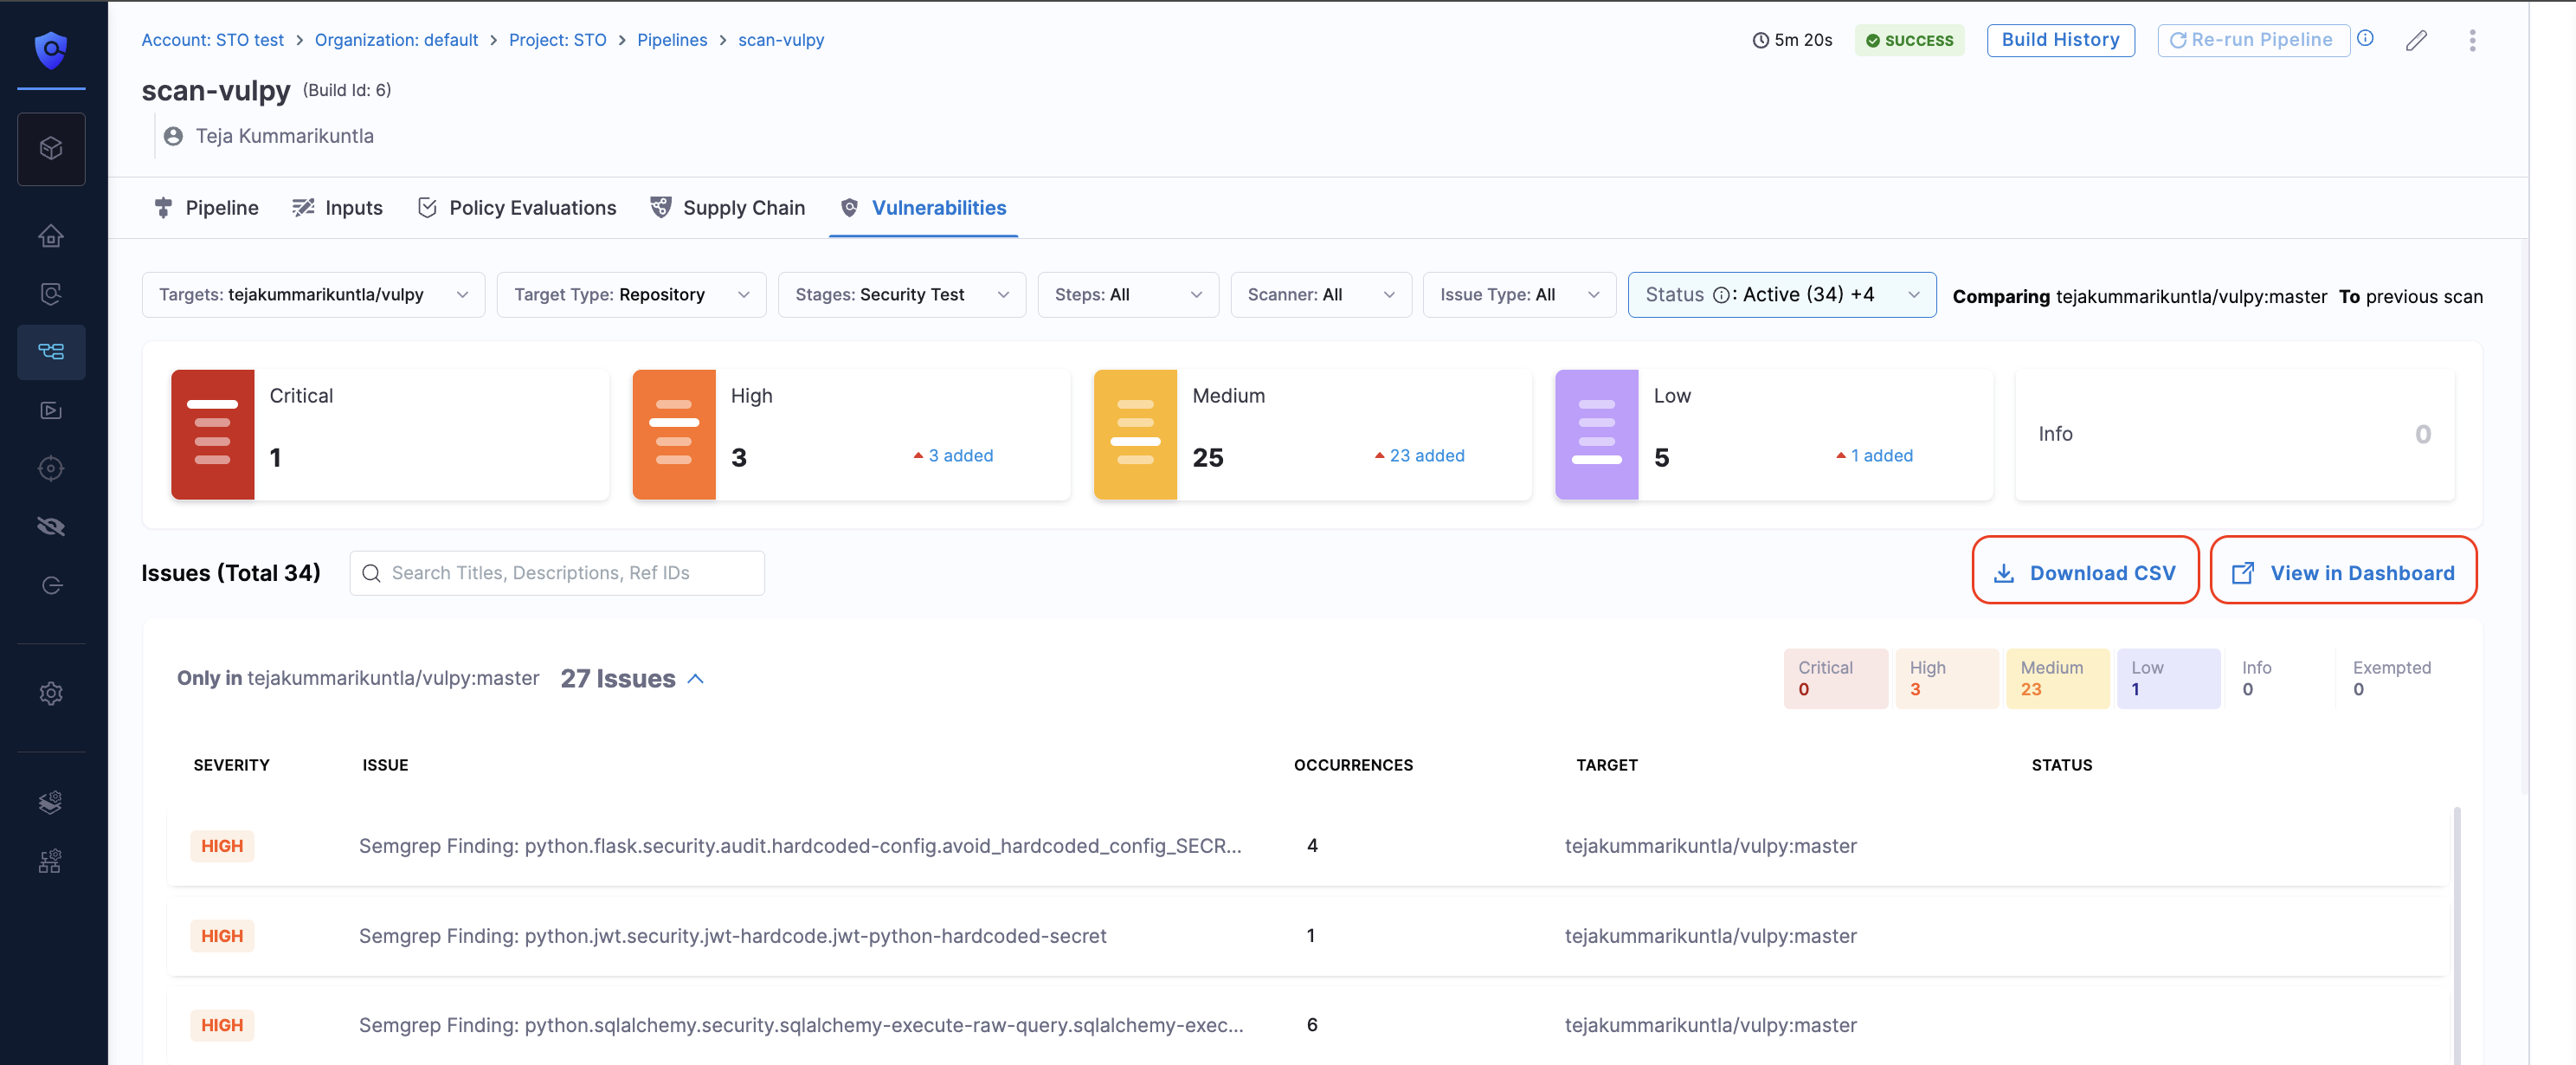 Account: STO test > Organization: default > Project: STO > Pipelines > scan-vulpy
5m 20s
SUCCESS
Build History
Re-run Pipeline
scan-vulpy (Build Id: 6)
Teja Kummarikuntla
Pipeline
Inputs
Policy Evaluations
Supply Chain
Vulnerabilities
Targets: tejakummarikuntla/vulpy
Target Type: Repository
Stages: Security Test
Steps: All
Scanner: All
Issue Type: All
Status : Active (34) +4
Comparing tejakummarikuntla/vulpy:master To previous scan
Critical
1
High
3
3 added
Medium
25
23 added
Low
5
1 added
Info
0
Issues (Total 34)
Search Titles, Descriptions, Ref IDs
Download CSV
View in Dashboard
Only in tejakummarikuntla/vulpy:master 27 Issues
Critical
0
High
3
Medium
23
Low
1
Info
0
Exempted
0
SEVERITY ISSUE OCCURRENCES TARGET STATUS
HIGH Semgrep Finding: python.flask.security.audit.hardcoded-config.avoid_hardcoded_config_SECR... 4 tejakummarikuntla/vulpy:master
HIGH Semgrep Finding: python.jwt.security.jwt-hardcode.jwt-python-hardcoded-secret 1 tejakummarikuntla/vulpy:master
HIGH Semgrep Finding: python.sqlalchemy.security.sqlalchemy-execute-raw-query.sqlalchemy-exec... 6 tejakummarikuntla/vulpy:master